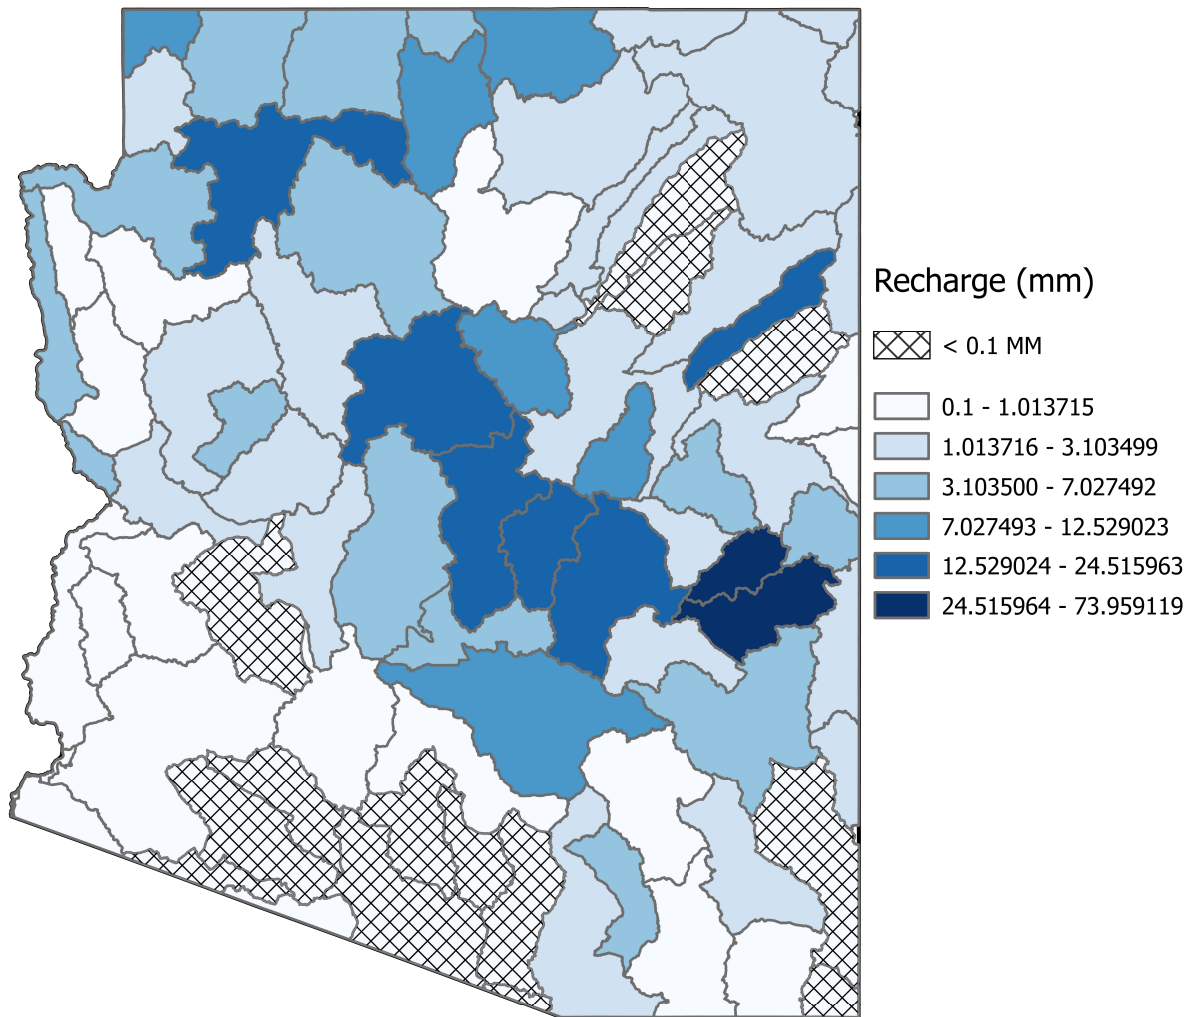 Recharge (mm)
< 0.1 MM
0.1 - 1.013715
1.013716 - 3.103499
3.103500 - 7.027492
7.027493 - 12.529023
12.529024 - 24.515963
24.515964 - 73.959119